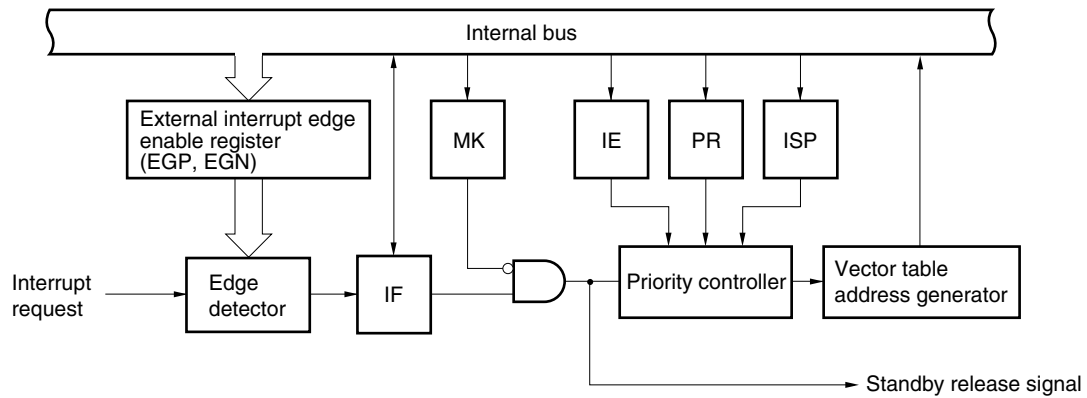 Internal bus
External interrupt edge
enable register
(EGP, EGN)
MK
IE
PR
ISP
Interrupt
request
Edge
detector
IF
Priority controller
Vector table
address generator
Standby release signal